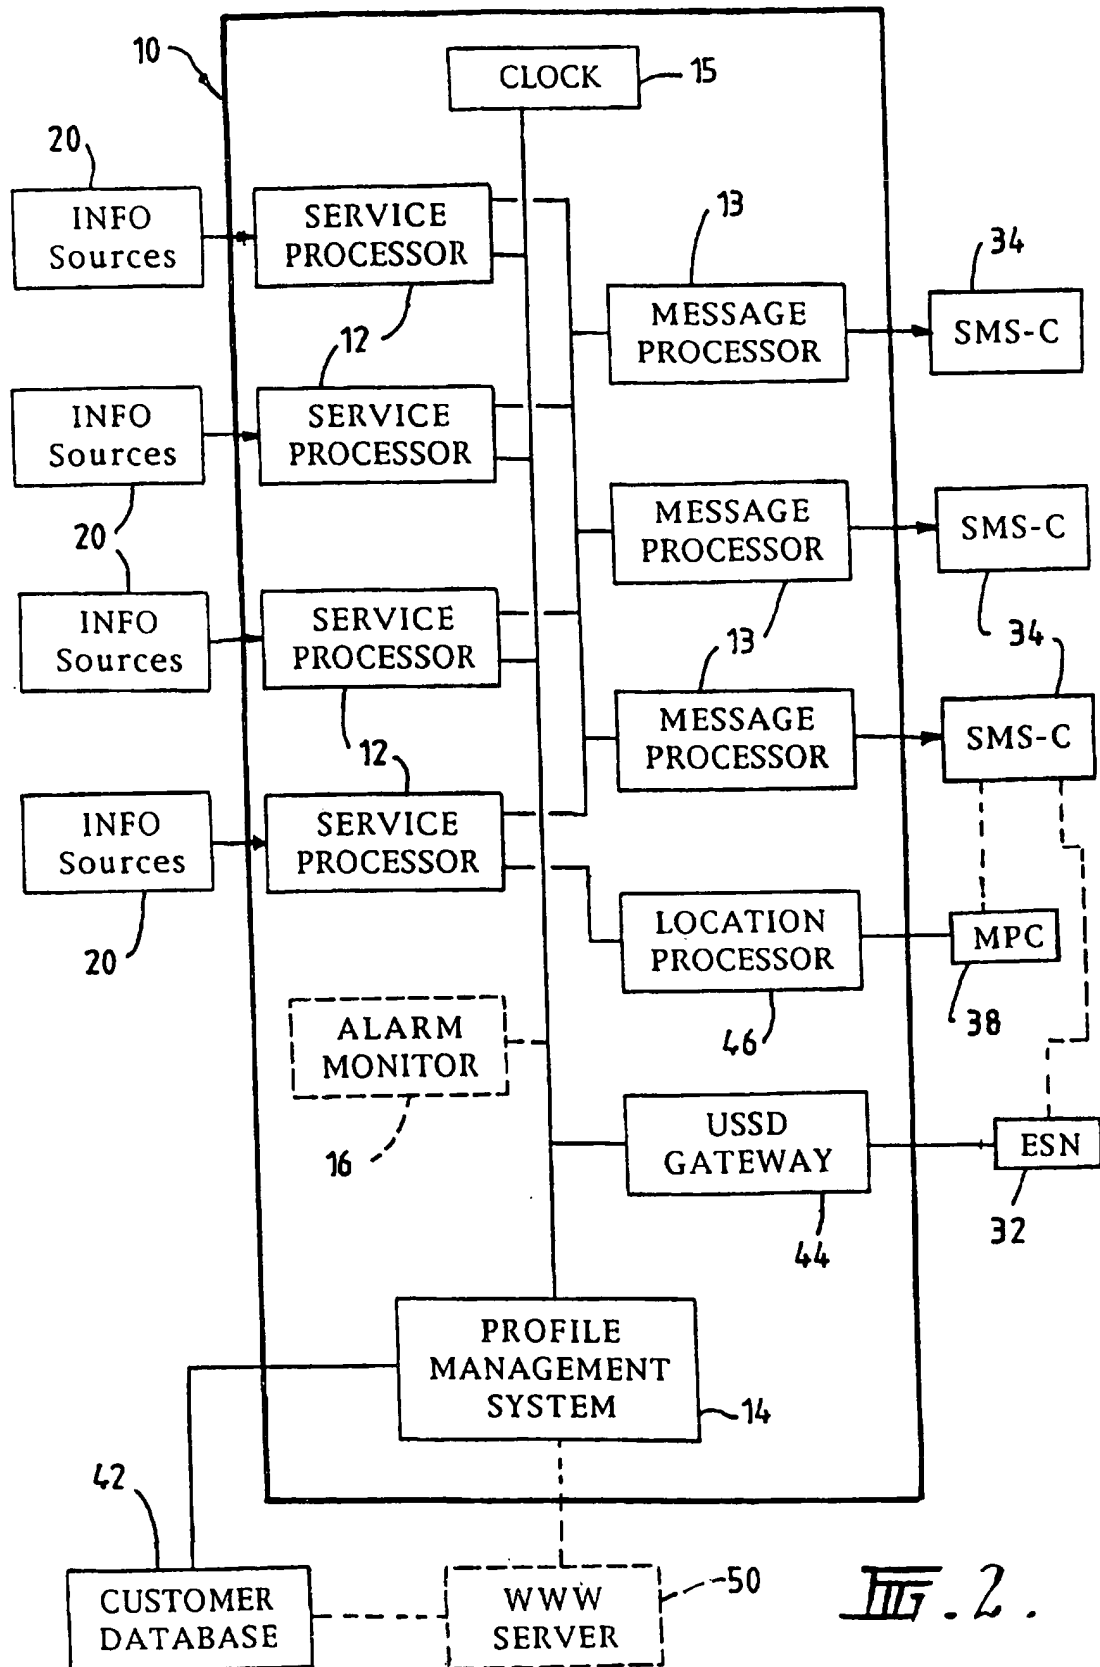 10
CLOCK
15
20
INFO
Sources
SERVICE
PROCESSOR
13
34
MESSAGE
PROCESSOR
SMS-C
12
INFO
Sources
SERVICE
PROCESSOR
20
MESSAGE
PROCESSOR
SMS-C
INFO
Sources
SERVICE
PROCESSOR
13
34
12
MESSAGE
PROCESSOR
SMS-C
INFO
Sources
SERVICE
PROCESSOR
20
LOCATION
PROCESSOR
MPC
46
38
ALARM
MONITOR
16
USSD
GATEWAY
ESN
44
32
PROFILE
MANAGEMENT
SYSTEM
14
42
CUSTOMER
DATABASE
WWW
SERVER
50
FIG. 2.